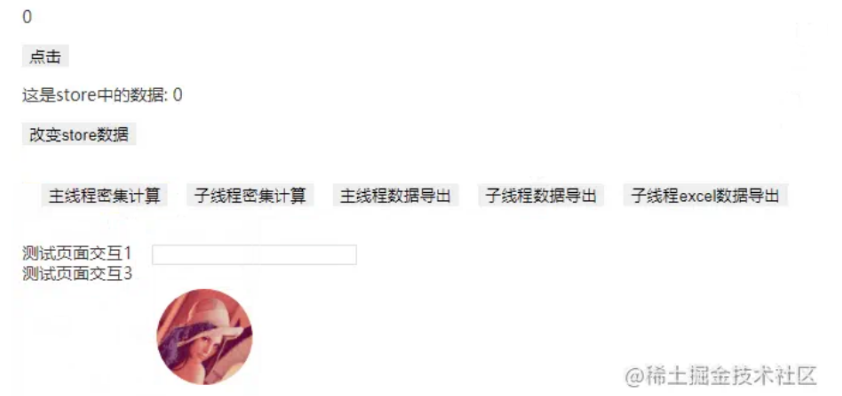 0
点击
这是store中的数据: 0
改变store数据
主线程密集计算 子线程密集计算 主线程数据导出 子线程数据导出 子线程excel数据导出
测试页面交互1
测试页面交互3
@稀土掘金技术社区